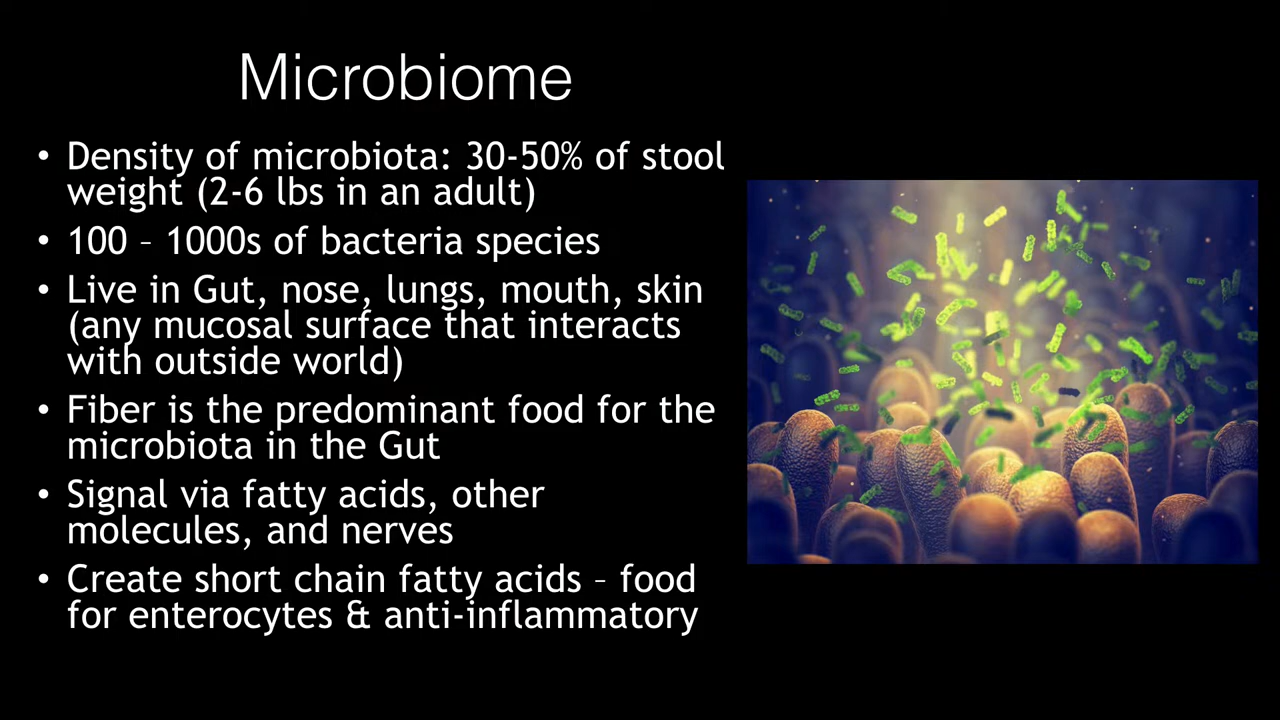 Microbiome
• Density of microbiota: 30-50% of stool
weight (2-6 lbs in an adult)
• 100 – 1000s of bacteria species
• Live in Gut, nose, lungs, mouth, skin
(any mucosal surface that interacts
with outside world)
• Fiber is the predominant food for the
microbiota in the Gut
• Signal via fatty acids, other
molecules, and nerves
• Create short chain fatty acids – food
for enterocytes & anti-inflammatory